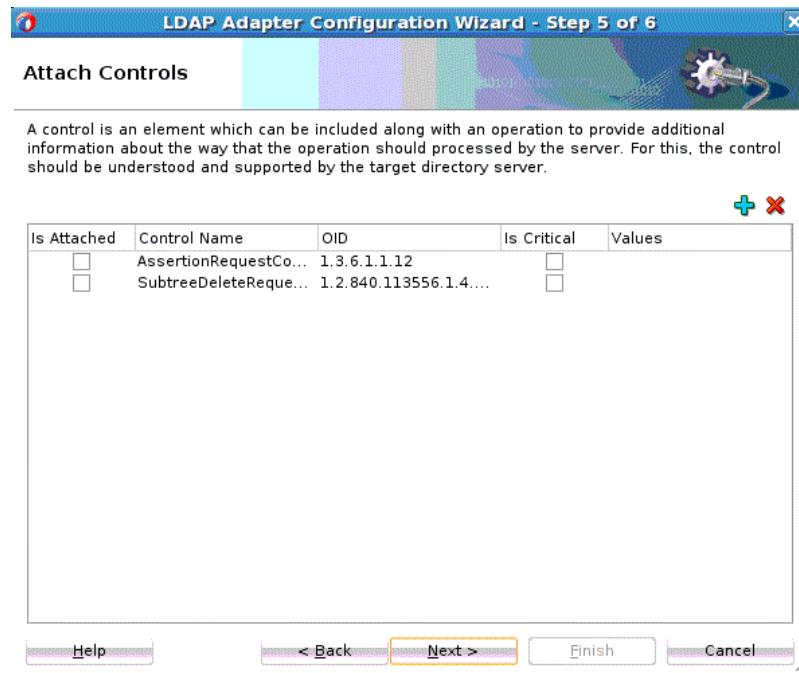 LDAP Adapter Configuration Wizard - Step 5 of 6
Attach Controls
A control is an element which can be included along with an operation to provide additional
information about the way that the operation should processed by the server. For this, the control
should be understood and supported by the target directory server.
Is Attached Control Name OID Is Critical Values
AssertionRequestCo... 1.3.6.1.1.12
SubtreeDeleteReque... 1.2.840.113556.1.4....
Help < Back Next > Finish Cancel